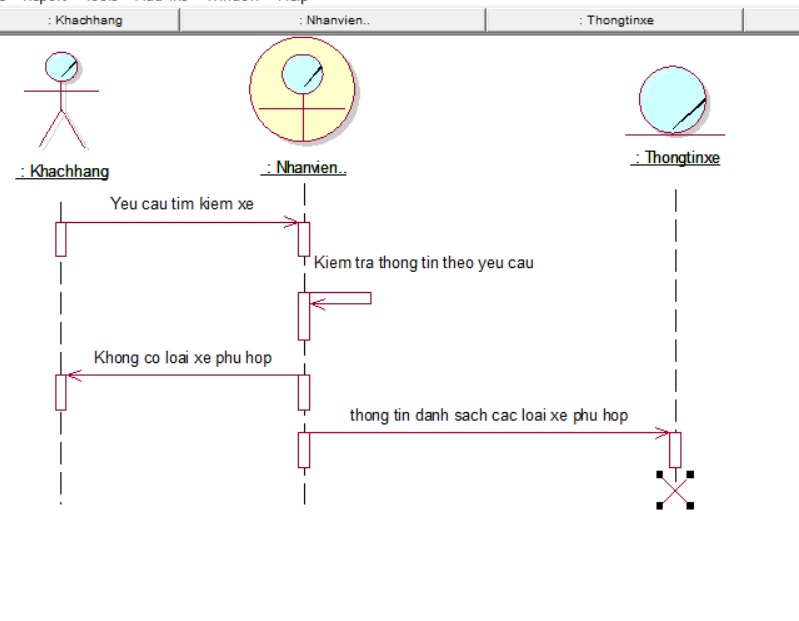 : Khachhang
: Nhanvien..
: Thongtinxe
: Khachhang
: Nhanvien..
: Thongtinxe
Yeu cau tim kiem xe
Kiem tra thong tin theo yeu cau
Khong co loai xe phu hop
thong tin danh sach cac loai xe phu hop